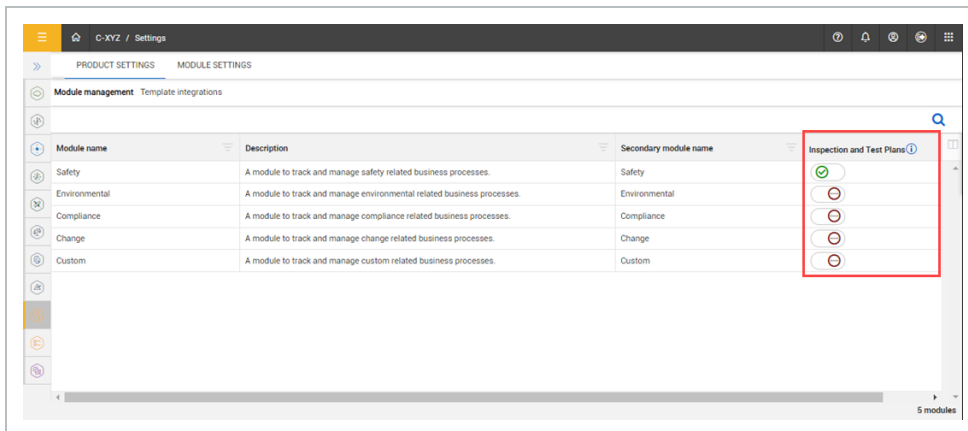 C-XYZ / Settings
PRODUCT SETTINGS MODULE SETTINGS
Module management Template integrations
Module name Description Secondary module name Inspection and Test Plans
Safety A module to track and manage safety related business processes. Safety
Environmental A module to track and manage environmental related business processes. Environmental
Compliance A module to track and manage compliance related business processes. Compliance
Change A module to track and manage change related business processes. Change
Custom A module to track and manage custom related business processes. Custom
5 modules